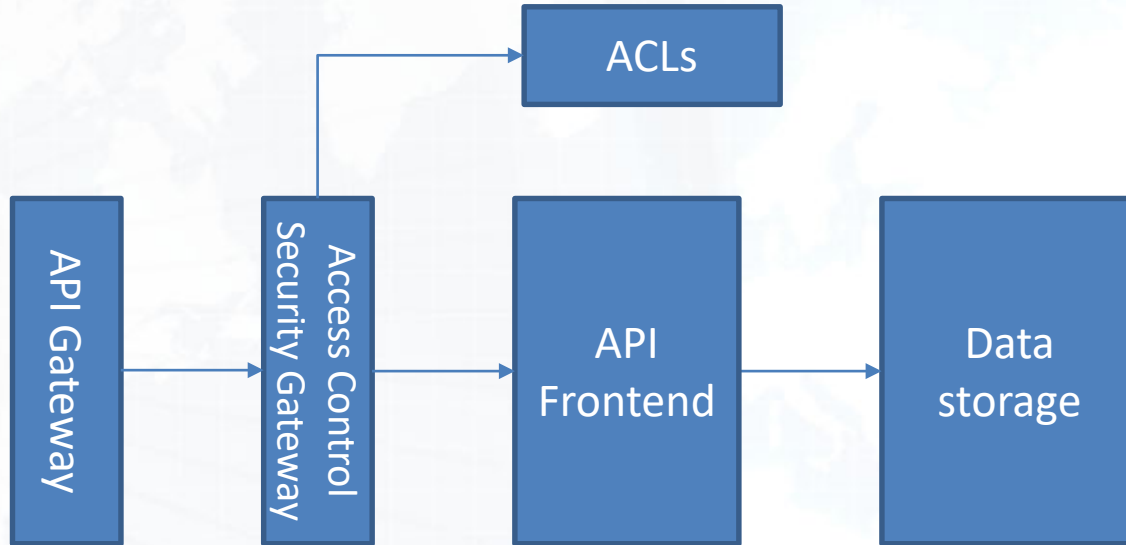 ACLs
API Gateway
Access Control
Security Gateway
API
Frontend
Data
storage